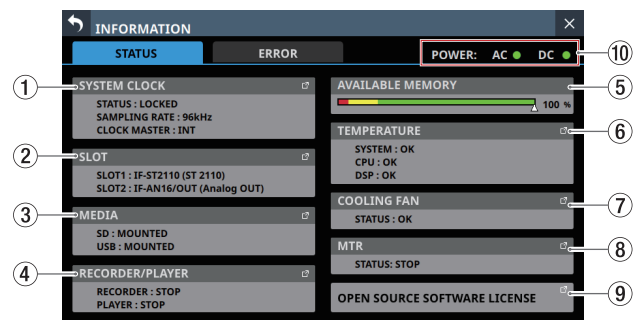 INFORMATION
STATUS
ERROR
POWER: AC DC
10
1
SYSTEM CLOCK
STATUS : LOCKED
SAMPLING RATE : 96kHz
CLOCK MASTER : INT
2
SLOT
SLOT1 : IF-ST2110 (ST 2110)
SLOT2 : IF-AN16/OUT (Analog OUT)
3
MEDIA
SD : MOUNTED
USB : MOUNTED
4
RECORDER/PLAYER
RECORDER : STOP
PLAYER : STOP
AVAILABLE MEMORY
5
100 %
TEMPERATURE
6
SYSTEM : OK
CPU : OK
DSP : OK
COOLING FAN
7
STATUS : OK
MTR
8
STATUS: STOP
OPEN SOURCE SOFTWARE LICENSE
9